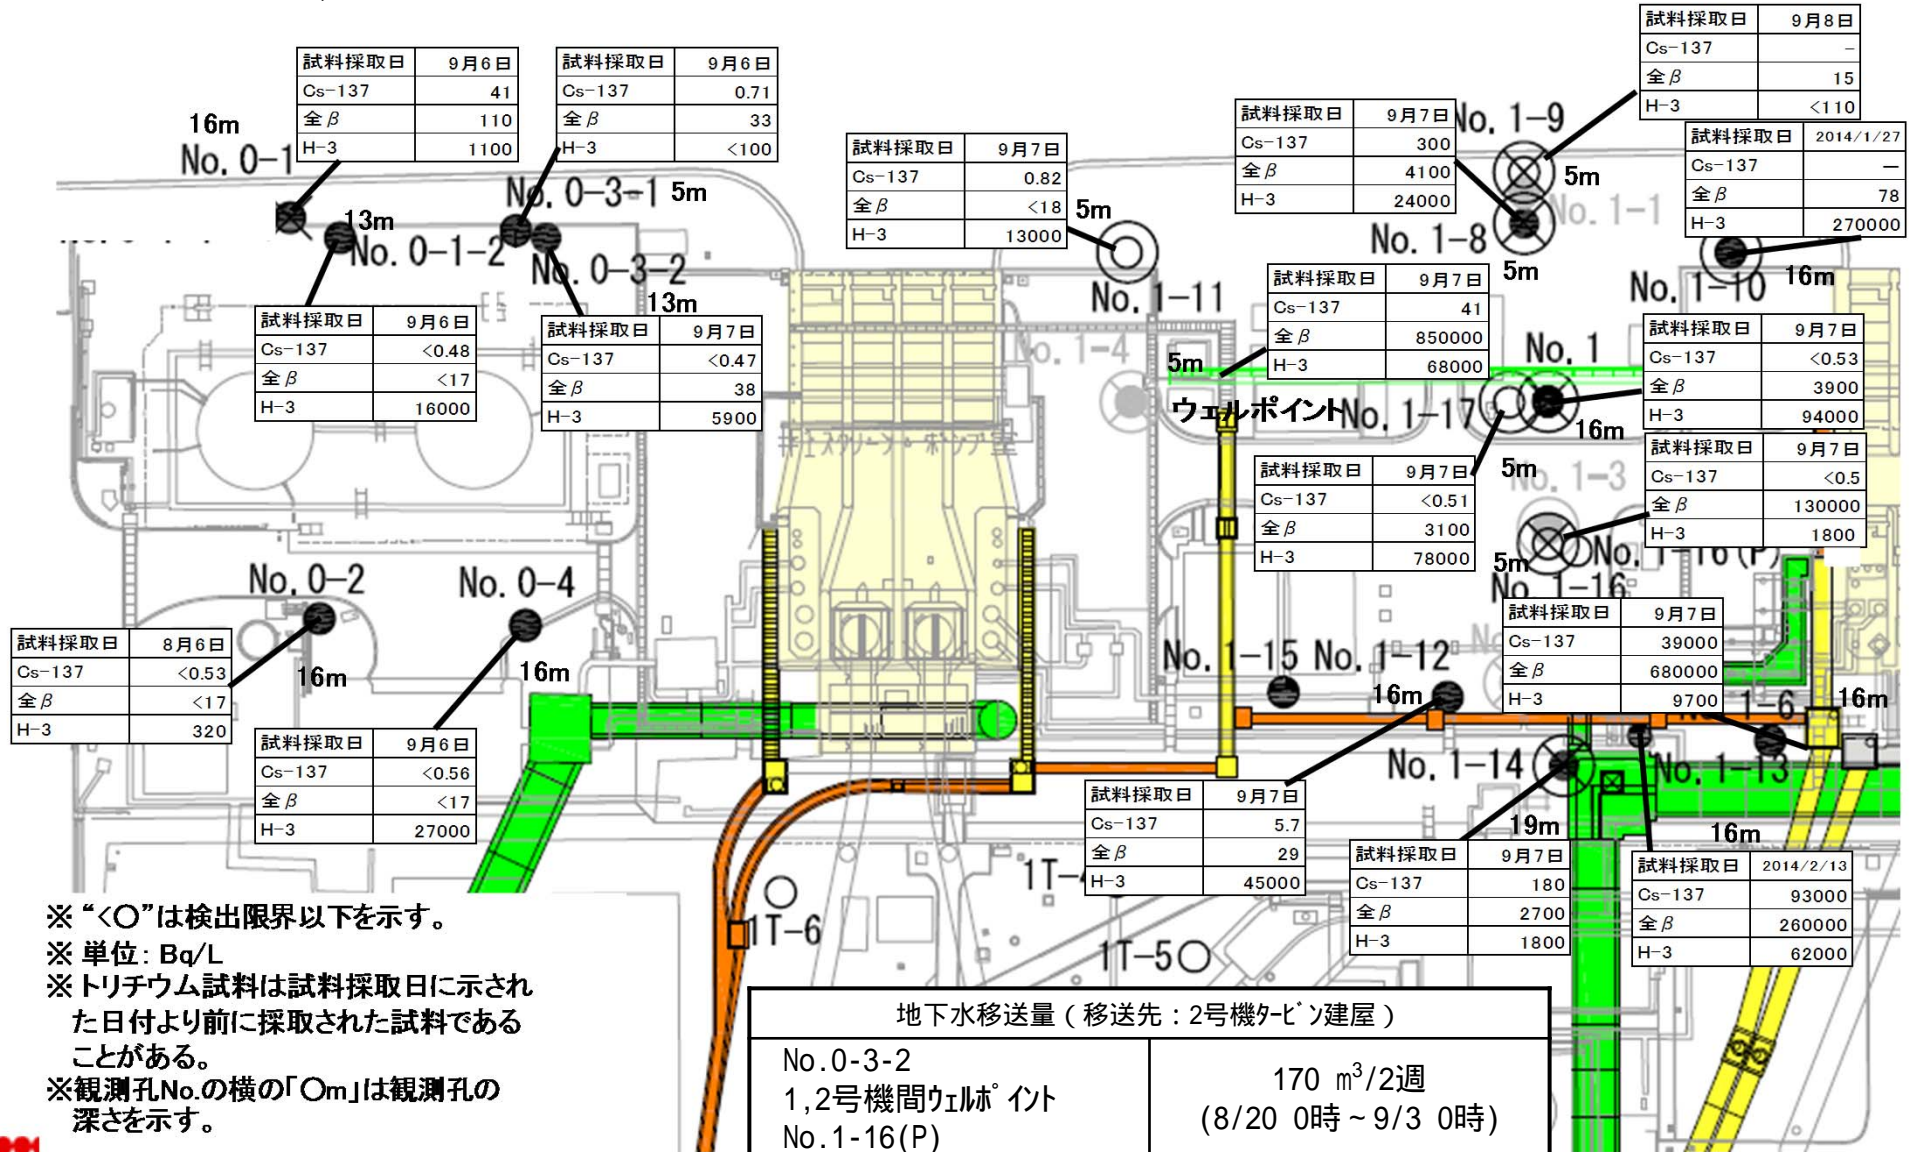 試料採取日 9月8日
Cs-137 -
全β 15
H-3 <110
試料採取日 9月6日
Cs-137 41
全β 110
H-3 1100
試料採取日 9月6日
Cs-137 0.71
全β 33
H-3 <100
16m
No. 0-1
No. 0-3-1 5m
13m
No. 0-1-2
No. 0-3-2
13m
試料採取日 9月7日
Cs-137 0.82
全β <18
H-3 13000
5m
No. 1-11
試料採取日 9月7日
Cs-137 300
全β 4100
H-3 24000
No. 1-9
5m
No. 1-1
No. 1-8
5m
試料採取日 2014/1/27
Cs-137 —
全β 78
H-3 270000
No. 1-10 16m
試料採取日 9月6日
Cs-137 <0.48
全β <17
H-3 16000
試料採取日 9月7日
Cs-137 <0.47
全β 38
H-3 5900
試料採取日 9月7日
Cs-137 41
全β 850000
H-3 68000
5m
ウェルポイント
No. 1-17
No. 1
16m
5m
試料採取日 9月7日
Cs-137 <0.53
全β 3900
H-3 94000
試料採取日 9月7日
Cs-137 <0.51
全β 3100
H-3 78000
No. 1-3
試料採取日 9月7日
Cs-137 <0.5
全β 130000
H-3 1800
5m
No. 1-16(P)
No. 1-16
No. 0-2
No. 0-4
16m
16m
試料採取日 8月6日
Cs-137 <0.53
全β <17
H-3 320
試料採取日 9月6日
Cs-137 <0.56
全β <17
H-3 27000
No. 1-15 No. 1-12
16m
試料採取日 9月7日
Cs-137 39000
全β 680000
H-3 9700
16m
No. 1-6
No. 1-14
No. 1-13
19m
16m
試料採取日 9月7日
Cs-137 5.7
全β 29
H-3 45000
試料採取日 9月7日
Cs-137 180
全β 2700
H-3 1800
試料採取日 2014/2/13
Cs-137 93000
全β 260000
H-3 62000
1T-6
1T-5
※ “<○”は検出限界以下を示す。
※ 単位: Bq/L
※ トリチウム試料は試料採取日に示され
た日付より前に採取された試料である
ことがある。
※観測孔No.の横の「○m」は観測孔の
深さを示す。
地下水移送量(移送先:2号機タービン建屋)
No.0-3-2
1,2号機間ウェルポイント
No.1-16(P)
170 m³/2週
(8/20 0時~9/3 0時)